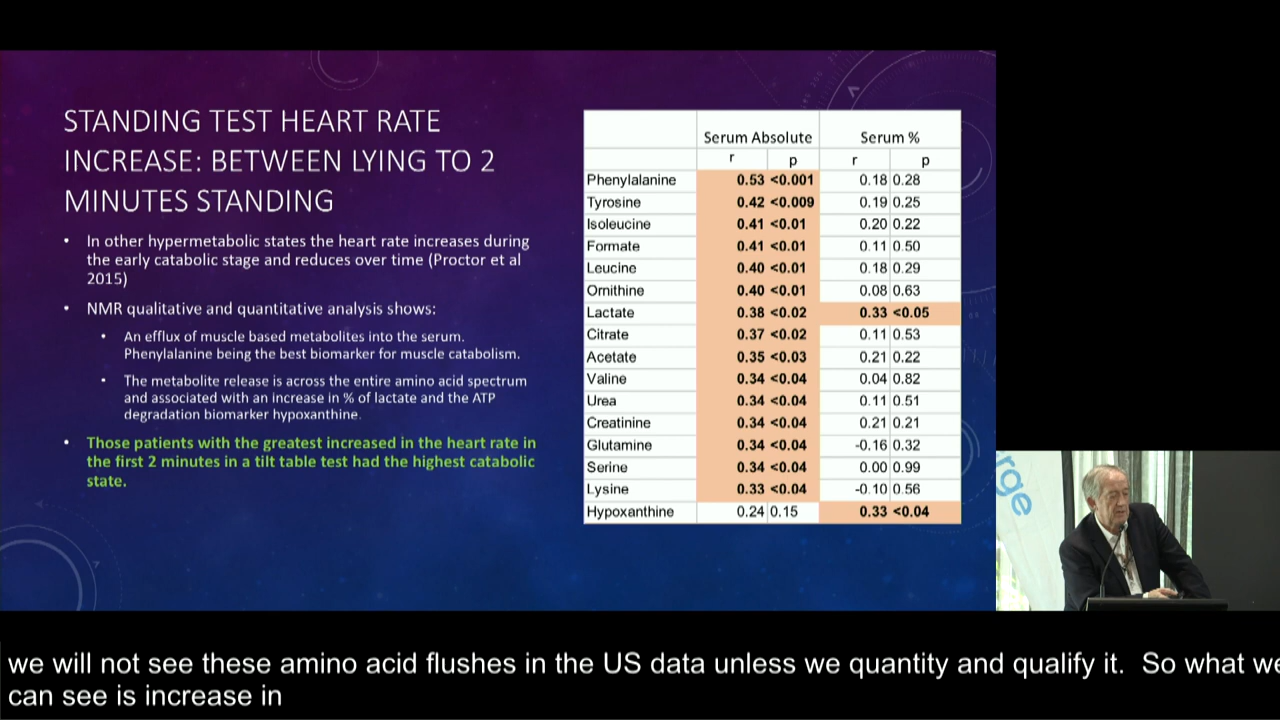 STANDING TEST HEART RATE
INCREASE: BETWEEN LYING TO 2
MINUTES STANDING
• In other hypermetabolic states the heart rate increases during
the early catabolic stage and reduces over time (Proctor et al
2015)
• NMR qualitative and quantitative analysis shows:
• An efflux of muscle based metabolites into the serum.
Phenylalanine being the best biomarker for muscle catabolism.
• The metabolite release is across the entire amino acid spectrum
and associated with an increase in % of lactate and the ATP
degradation biomarker hypoxanthine.
• Those patients with the greatest increased in the heart rate in
the first 2 minutes in a tilt table test had the highest catabolic
state.
Serum Absolute Serum %
r p r p
Phenylalanine 0.53 <0.001 0.18 0.28
Tyrosine 0.42 <0.009 0.19 0.25
Isoleucine 0.41 <0.01 0.20 0.22
Formate 0.41 <0.01 0.11 0.50
Leucine 0.40 <0.01 0.18 0.29
Ornithine 0.40 <0.01 0.08 0.63
Lactate 0.38 <0.02 0.33 <0.05
Citrate 0.37 <0.02 0.11 0.53
Acetate 0.35 <0.03 0.21 0.22
Valine 0.34 <0.04 0.04 0.82
Urea 0.34 <0.04 0.11 0.51
Creatinine 0.34 <0.04 0.21 0.21
Glutamine 0.34 <0.04 -0.16 0.32
Serine 0.34 <0.04 0.00 0.99
Lysine 0.33 <0.04 -0.10 0.56
Hypoxanthine 0.24 0.15 0.33 <0.04
rge
we will not see these amino acid flushes in the US data unless we quantity and qualify it. So what we
can see is increase in